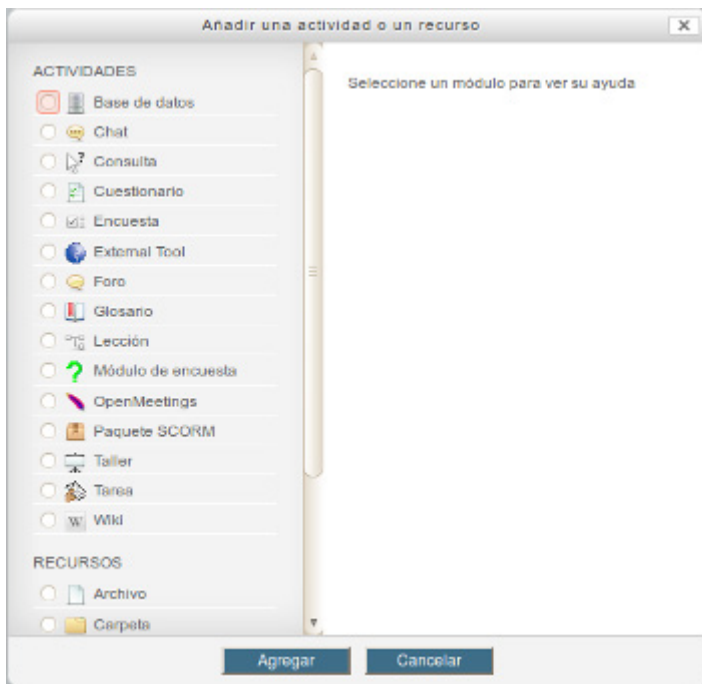 Añadir una actividad o un recurso
ACTIVIDADES
Seleccione un módulo para ver su ayuda
Base de datos
Chat
Consulta
Cuestionario
Encuesta
External Tool
Foro
Glosario
Lección
Módulo de encuesta
OpenMeetings
Paquete SCORM
Taller
Tarea
W Wiki
RECURSOS
Archivo
Carpeta
Agregar Cancelar